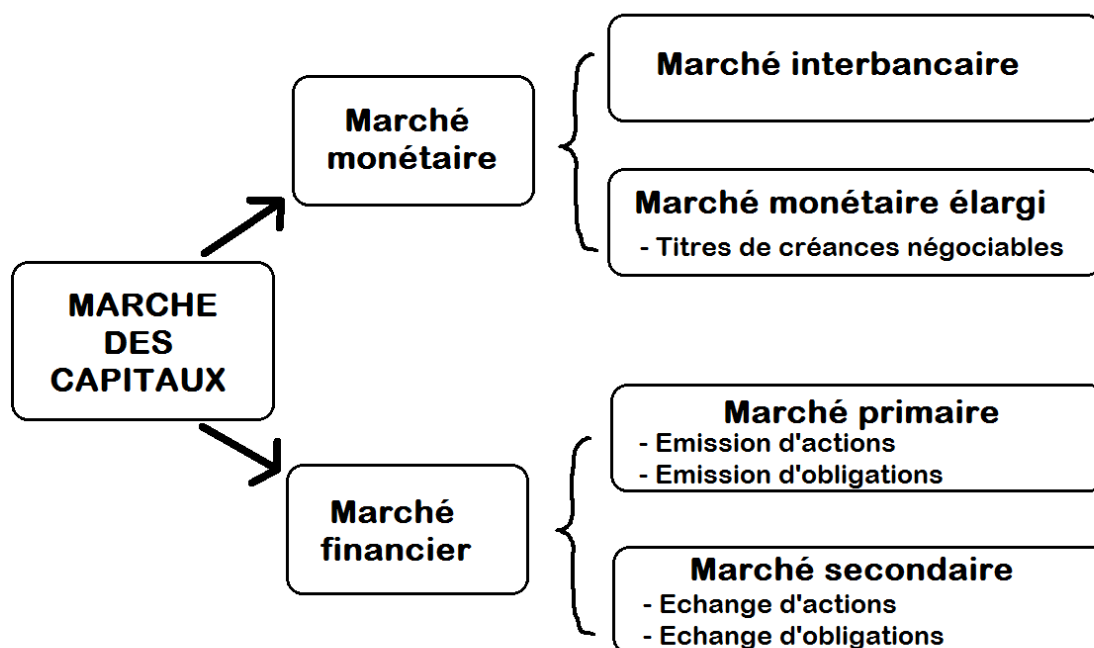 MARCHE
DES
CAPITAUX
Marché
monétaire
Marché interbancaire
Marché monétaire élargi
- Titres de créances négociables
Marché
financier
Marché primaire
- Emission d'actions
- Emission d'obligations
Marché secondaire
- Echange d'actions
- Echange d'obligations